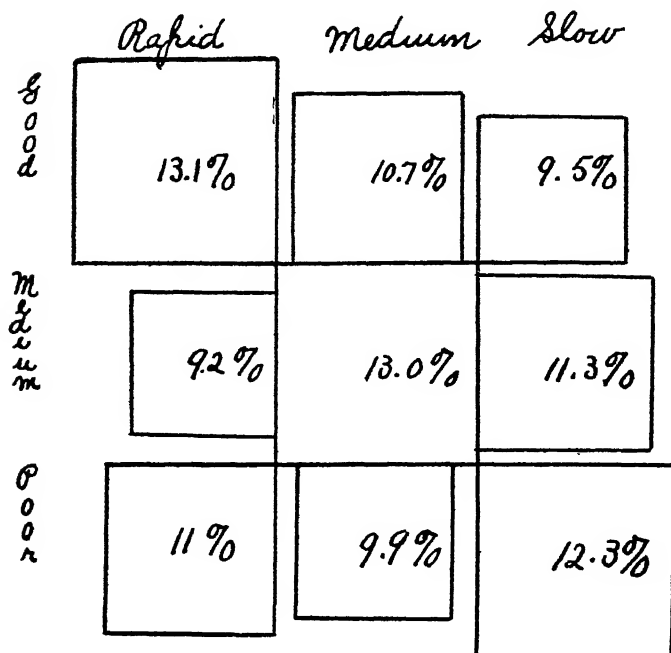 Rapid Medium Slow
Good 13.1% 10.7% 9.5%
Medium 9.2% 13.0% 11.3%
Poor 11% 9.9% 12.3%